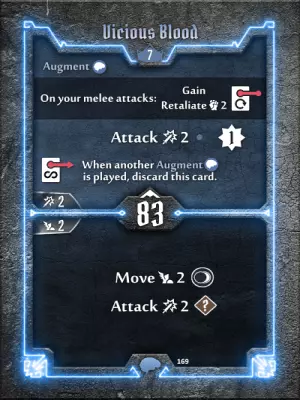 Vicious Blood
7
Augment
On your melee attacks: Gain
Retaliate 2
Attack 2
1
When another Augment
is played, discard this card.
2
83
2
Move 2
Attack 2 ?
169